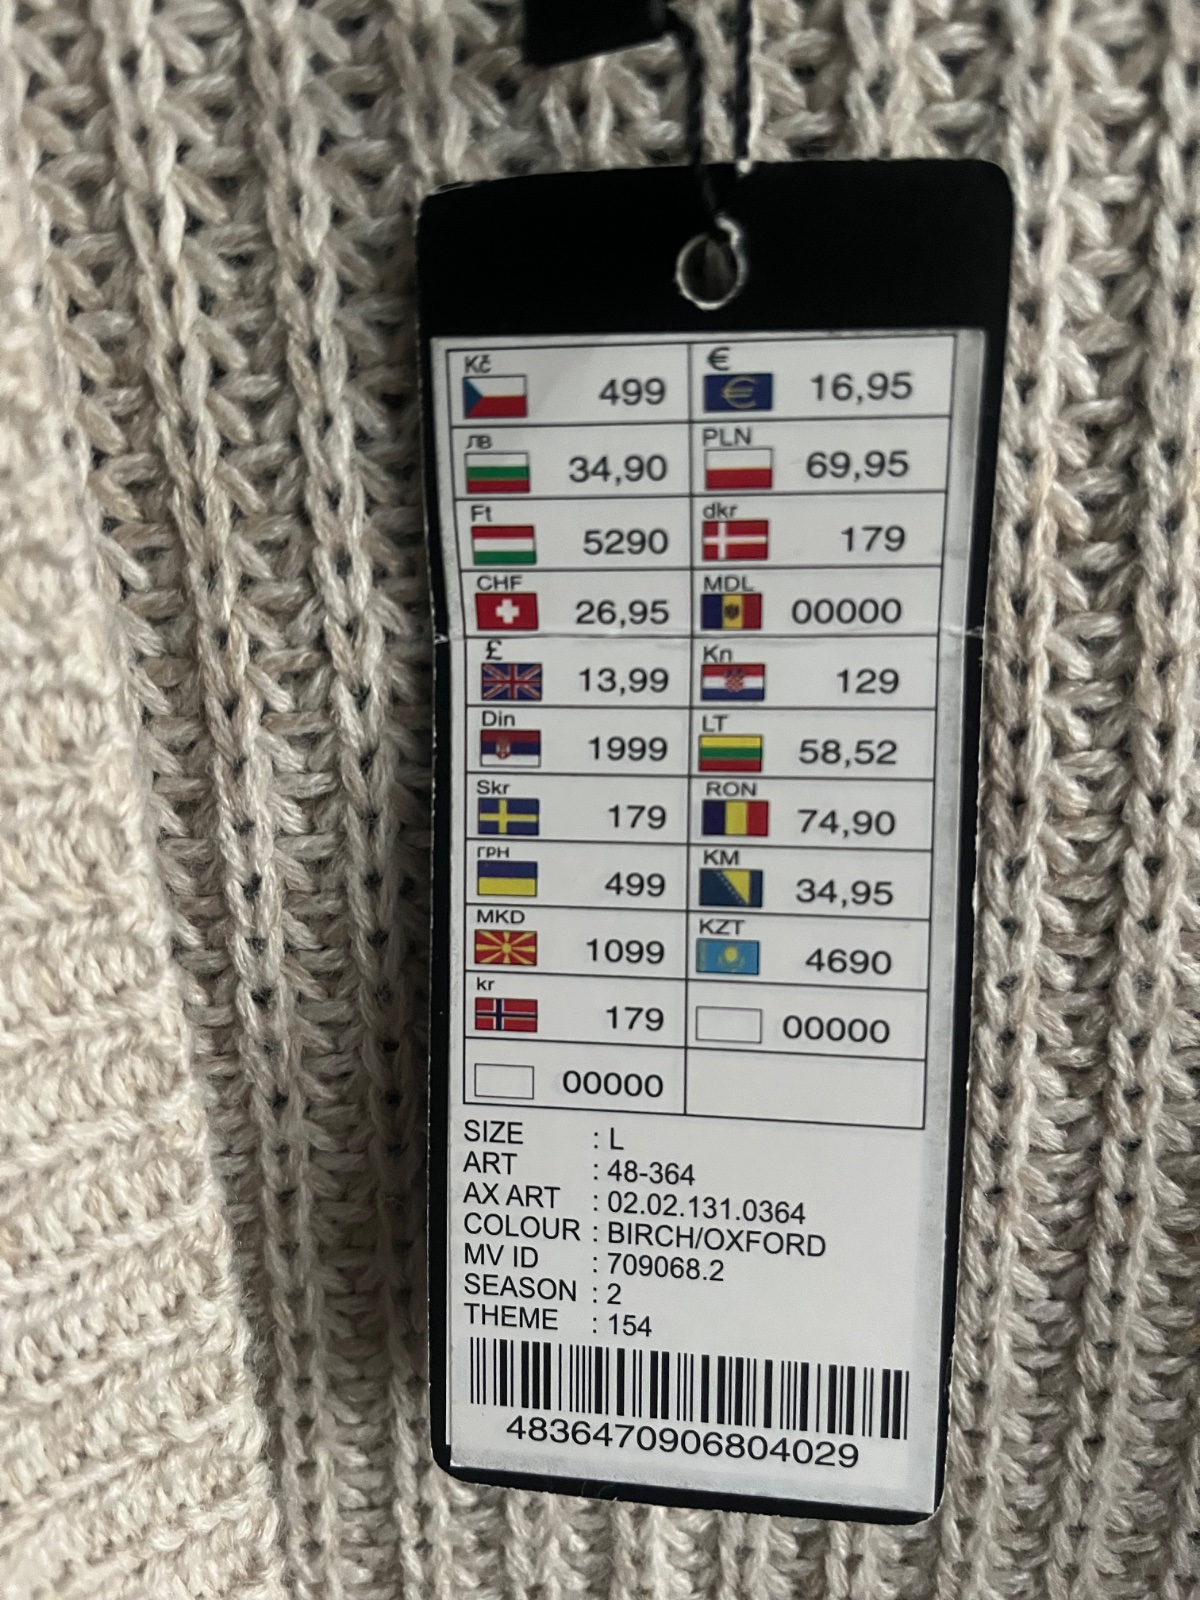 Kč 499 € 16,95
лв 34,90 PLN 69,95
Ft 5290 dkr 179
CHF 26,95 MDL 00000
£ 13,99 Kn 129
Din 1999 LT 58,52
Skr 179 RON 74,90
ГРН 499 KM 34,95
MKD 1099 KZT 4690
kr 179 00000
00000
SIZE : L
ART : 48-364
AX ART : 02.02.131.0364
COLOUR : BIRCH/OXFORD
MV ID : 709068.2
SEASON : 2
THEME : 154
4836470906804029